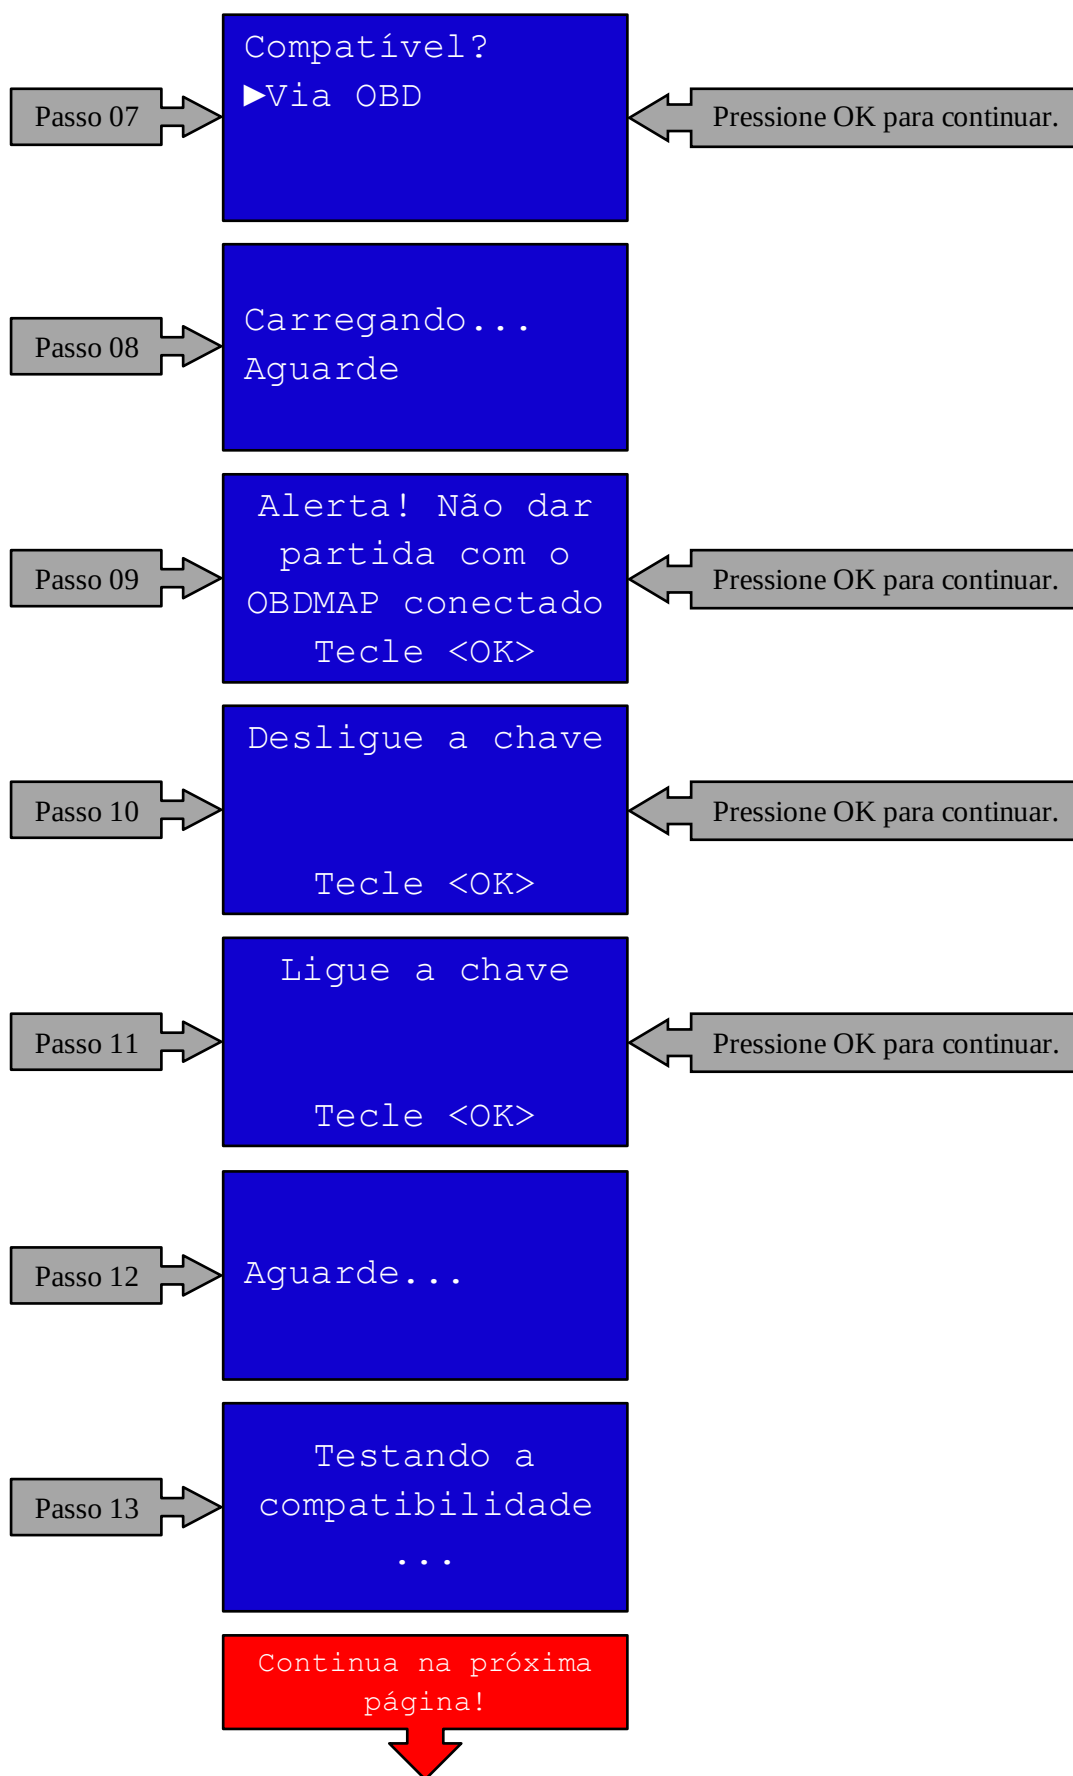 Compatível?
►Via OBD
Passo 07
Pressione OK para continuar.
Carregando...
Aguarde
Passo 08
Alerta! Não dar
partida com o
OBDMAP conectado
Tecle <OK>
Passo 09
Pressione OK para continuar.
Desligue a chave
Tecle <OK>
Passo 10
Pressione OK para continuar.
Ligue a chave
Tecle <OK>
Passo 11
Pressione OK para continuar.
Aguarde...
Passo 12
Testando a
compatibilidade
...
Passo 13
Continua na próxima
página!